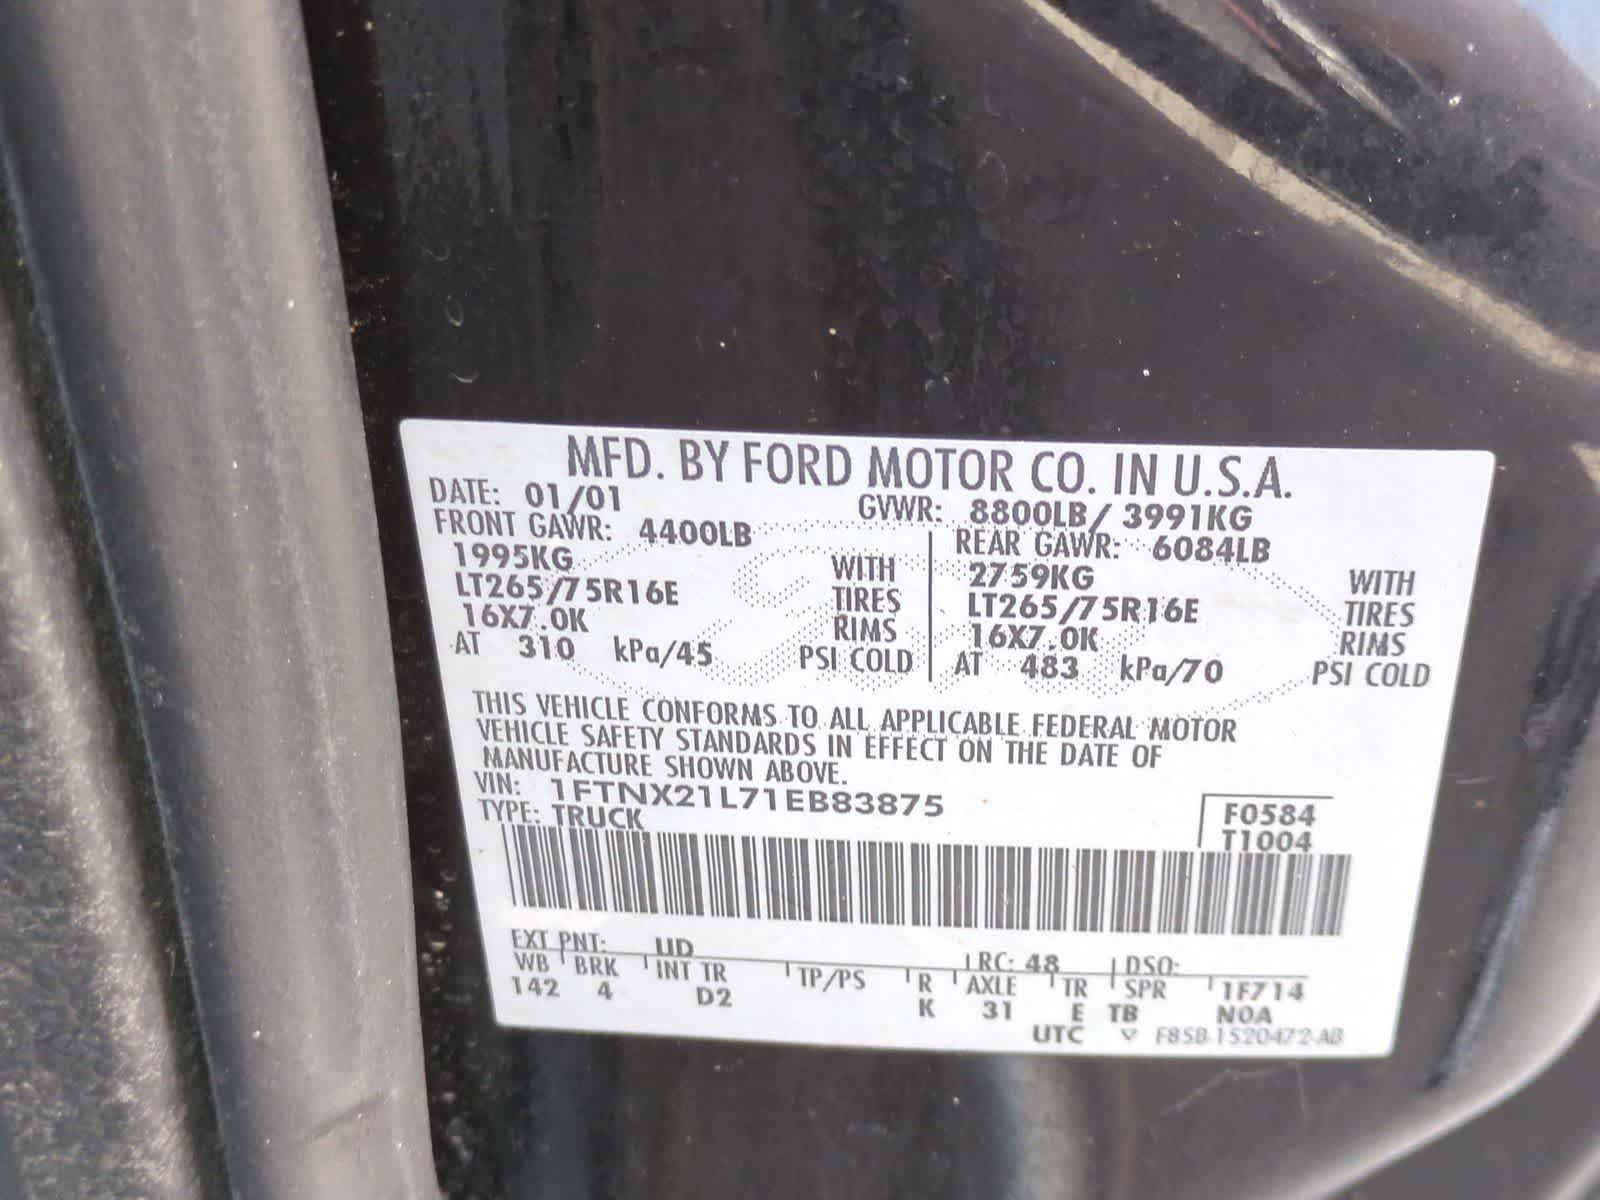 MFD. BY FORD MOTOR CO. IN U.S.A.
DATE: 01/01 GVWR: 8800LB/ 3991KG
FRONT GAWR: 4400LB REAR GAWR: 6084LB
1995KG WITH 2759KG WITH
LT265/75R16E TIRES LT265/75R16E TIRES
16X7.0K RIMS 16X7.0K RIMS
AT 310 kPa/45 PSI COLD AT 483 kPa/70 PSI COLD
THIS VEHICLE CONFORMS TO ALL APPLICABLE FEDERAL MOTOR
VEHICLE SAFETY STANDARDS IN EFFECT ON THE DATE OF
MANUFACTURE SHOWN ABOVE.
VIN: 1FTNX21L71EB83875
TYPE: TRUCK
F0584
T1004
EXT PNT: UD RC: 48 DSO:
WB BRK INT TR TP/PS R AXLE TR SPR 1F714
142 4 D2 K 31 E TB N0A
UTC ▽ F85B-1520472-AB